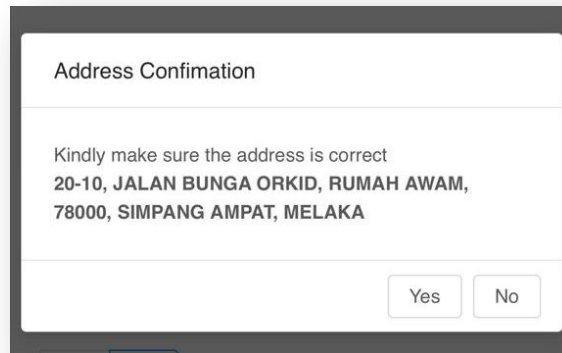 Address Confimation
Kindly make sure the address is correct
20-10, JALAN BUNGA ORKID, RUMAH AWAM,
78000, SIMPANG AMPAT, MELAKA
Yes No